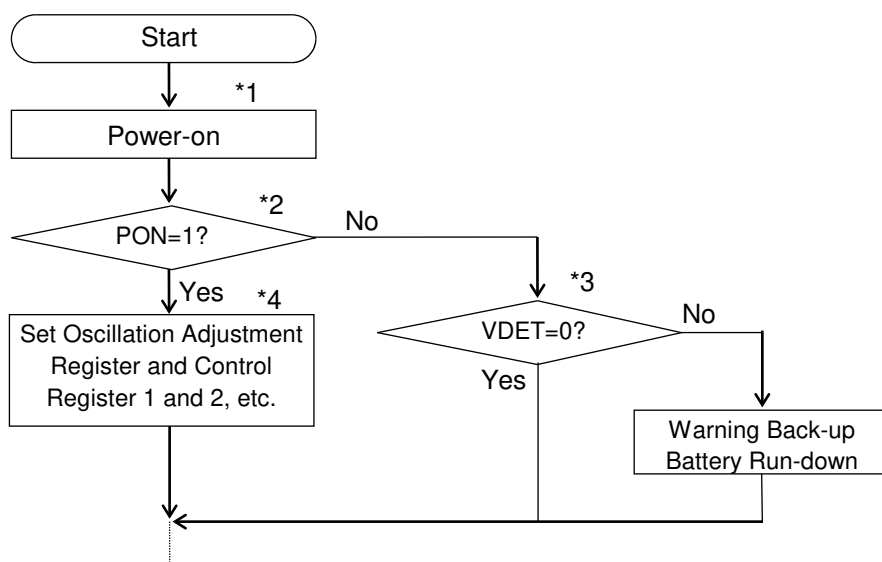 Start
*1
Power-on
*2
PON=1?
No
Yes
*4
Set Oscillation Adjustment
Register and Control
Register 1 and 2, etc.
*3
VDET=0?
No
Yes
Warning Back-up
Battery Run-down